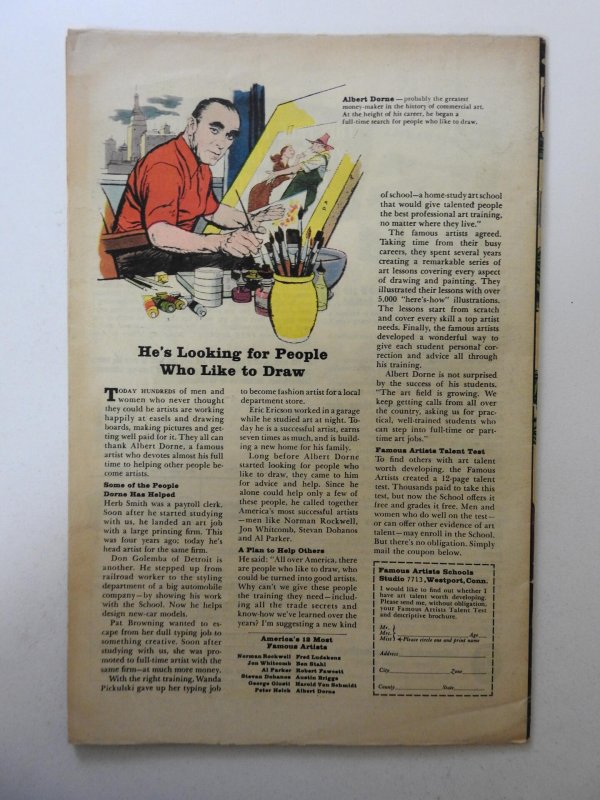 Albert Dorne — probably the greatest
money-maker in the history of commercial art.
At the height of his career, he began a
full-time search for people who like to draw.
He's Looking for People
Who Like to Draw
TODAY HUNDREDS of men and
women who never thought
they could be artists are working
happily at easels and drawing
boards, making pictures and get-
ting well paid for it. They all can
thank Albert Dorne, a famous
artist who devotes almost his full
time to helping other people be-
come artists.
Some of the People
Dorne Has Helped
Herb Smith was a payroll clerk.
Soon after he started studying
with us, he landed an art job
with a large printing firm. This
was four years ago; today he's
head artist for the same firm.
Don Golemba of Detroit is
another. He stepped up from
railroad worker to the styling
department of a big automobile
company—by showing his work
with the School. Now he helps
design new-car models.
Pat Browning wanted to es-
cape from her dull typing job to
something creative. Soon after
studying with us, she was pro-
moted to full-time artist with the
same firm—at much more money.
With the right training, Wanda
Pickulski gave up her typing job
to become fashion artist for a local
department store.
Eric Ericson worked in a garage
while he studied art at night. To-
day he is a successful artist, earns
seven times as much, and is build-
ing a new home for his family.
Long before Albert Dorne
started looking for people who
like to draw, they came to him
for advice and help. Since he
alone could help only a few of
these people, he called together
America's most successful artists
—men like Norman Rockwell,
Jon Whitcomb, Stevan Dohanos
and Al Parker.
A Plan to Help Others
He said: "All over America, there
are people who like to draw, who
could be turned into good artists.
Why can't we give these people
the training they need—includ-
ing all the trade secrets and
know-how we've learned over the
years? I'm suggesting a new kind
America's 12 Most
Famous Artists
Norman Rockwell Fred Ludekens
Jon Whitcomb Ben Stahl
Al Parker Robert Fawcett
Stevan Dohanos Austin Briggs
George Giusti Harold Von Schmidt
Peter Helck Albert Dorne
of school—a home-study art school
that would give talented people
the best professional art training,
no matter where they live."
The famous artists agreed.
Taking time from their busy
careers, they spent several years
creating a remarkable series of
art lessons covering every aspect
of drawing and painting. They
illustrated their lessons with over
5,000 "here's-how" illustrations.
The lessons start from scratch
and cover every skill a top artist
needs. Finally, the famous artists
developed a wonderful way to
give each student personal cor-
rection and advice all through
his training.
Albert Dorne is not surprised
by the success of his students.
"The art field is growing. We
keep getting calls from all over
the country, asking us for prac-
tical, well-trained students who
can step into full-time or part-
time art jobs."
Famous Artists Talent Test
To find others with art talent
worth developing, the Famous
Artists created a 12-page talent
test. Thousands paid to take this
test, but now the School offers it
free and grades it free. Men and
women who do well on the test—
or can offer other evidence of art
talent—may enroll in the School.
But there's no obligation. Simply
mail the coupon below.
Famous Artists Schools
Studio 7713, Westport, Conn.
I would like to find out whether I
have art talent worth developing.
Please send me, without obligation,
your Famous Artists Talent Test
and descriptive brochure.
Mr.
Mrs. Age
Miss Please circle one and print name
Address
City Zone
County State